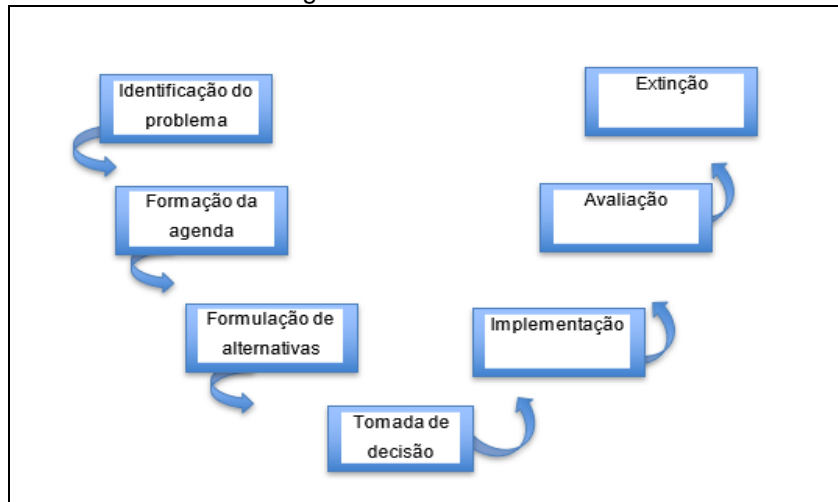 Identificação do
problema
Formação da
agenda
Formulação de
alternativas
Tomada de
decisão
Implementação
Avaliação
Extinção